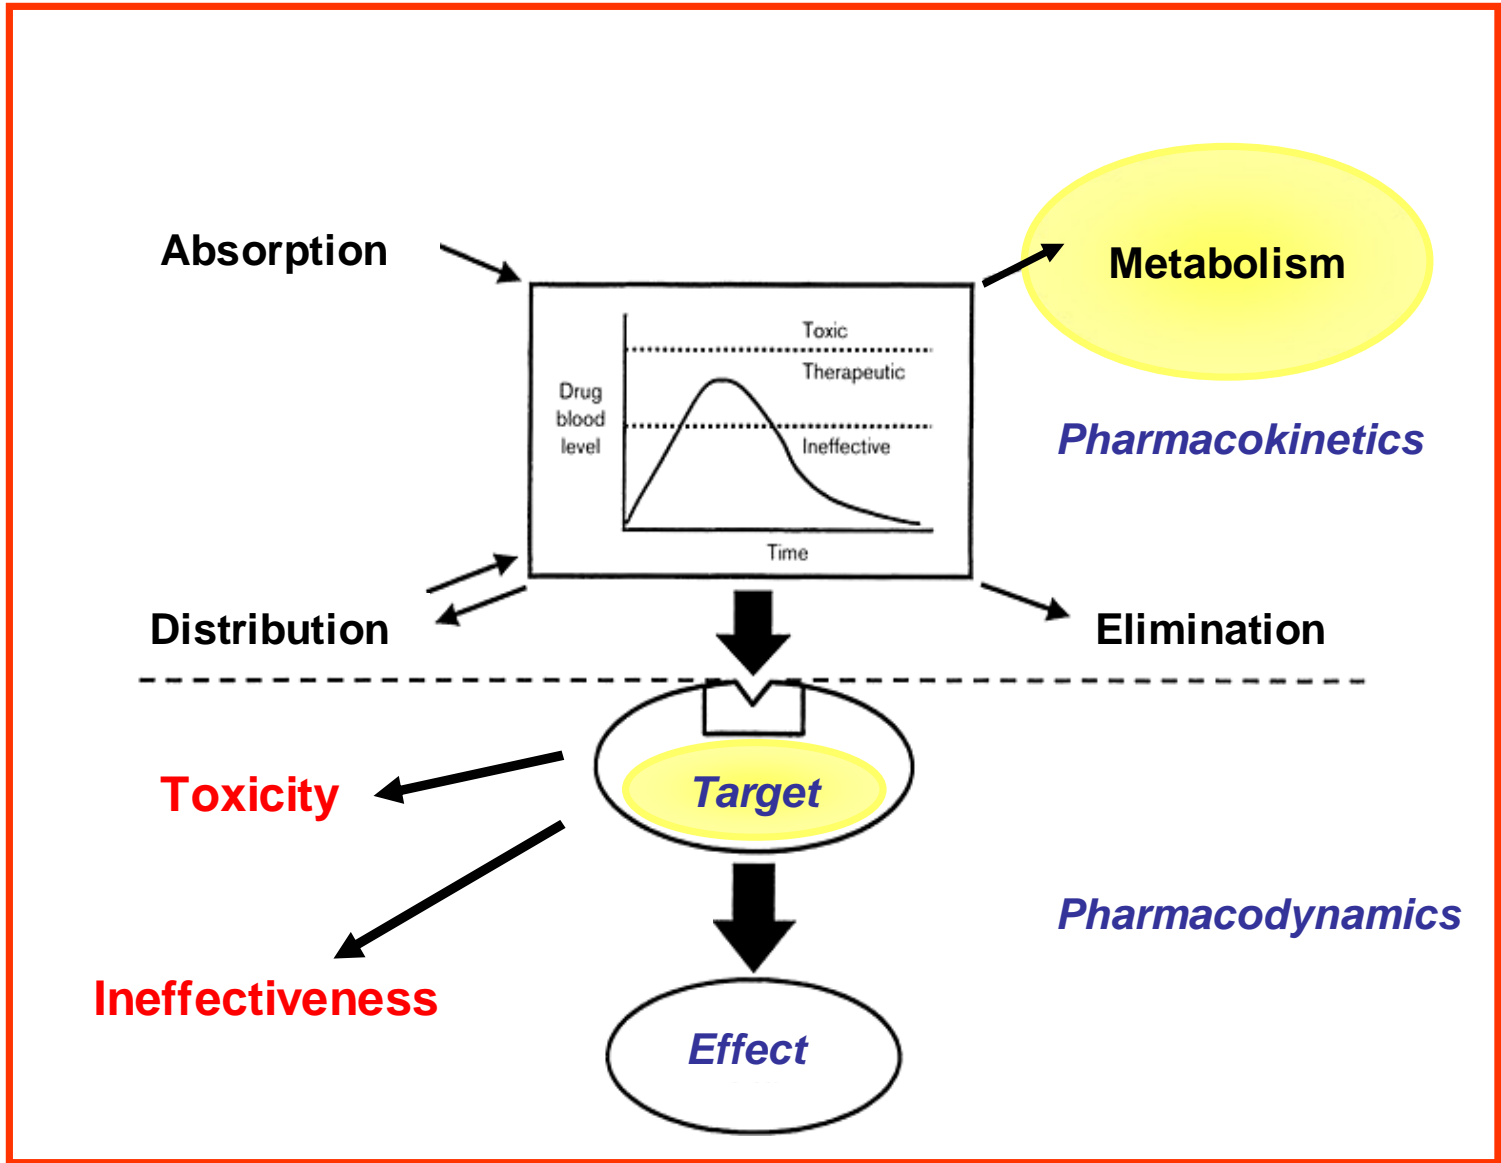 Absorption
Metabolism
Toxic
Therapeutic
Drug
blood
level
Ineffective
Time
Pharmacokinetics
Distribution
Elimination
Toxicity
Target
Pharmacodynamics
Ineffectiveness
Effect